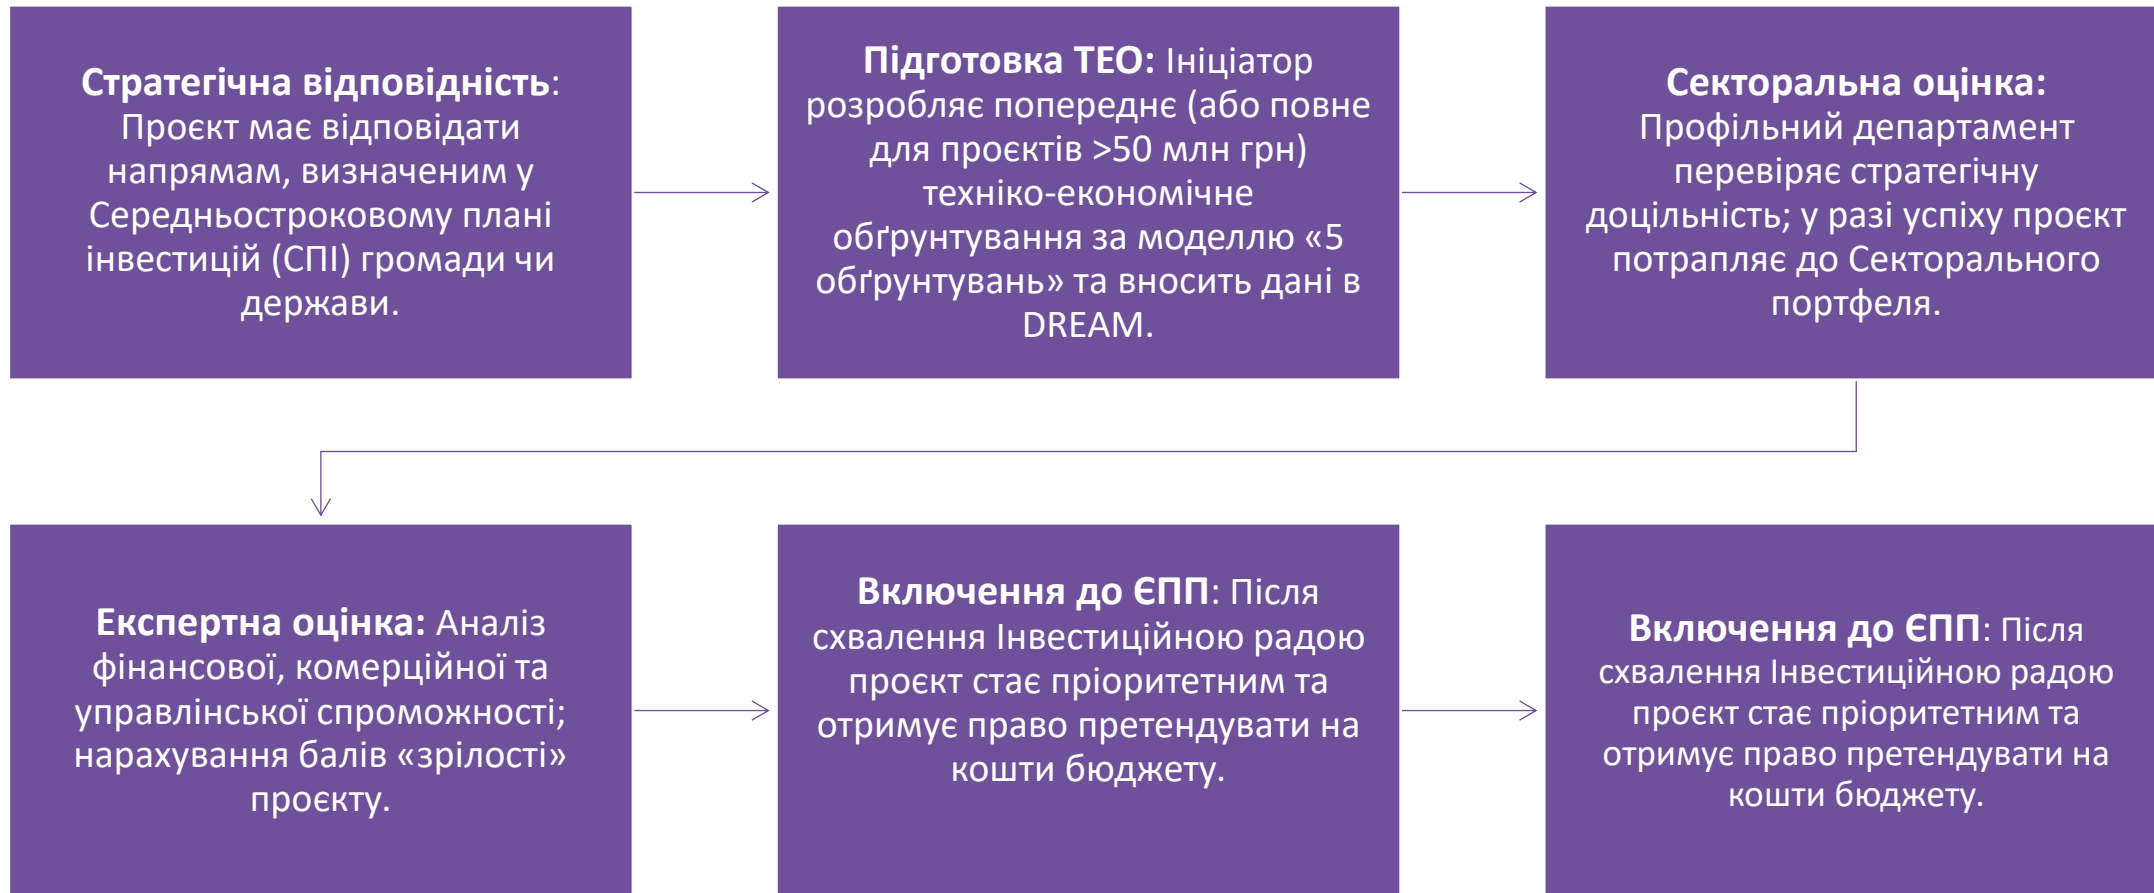 Стратегічна відповідність:
Проєкт має відповідати
напрямам, визначеним у
Середньостроковому плані
інвестицій (СПІ) громади чи
держави.
Підготовка ТЕО: Ініціатор
розробляє попереднє (або повне
для проєктів >50 млн грн)
техніко-економічне
обґрунтування за моделлю «5
обґрунтувань» та вносить дані в
DREAM.
Секторальна оцінка:
Профільний департамент
перевіряє стратегічну
доцільність; у разі успіху проєкт
потрапляє до Секторального
портфеля.
Експертна оцінка: Аналіз
фінансової, комерційної та
управлінської спроможності;
нарахування балів «зрілості»
проєкту.
Включення до ЄПП: Після
схвалення Інвестиційною радою
проєкт стає пріоритетним та
отримує право претендувати на
кошти бюджету.
Включення до ЄПП: Після
схвалення Інвестиційною радою
проєкт стає пріоритетним та
отримує право претендувати на
кошти бюджету.